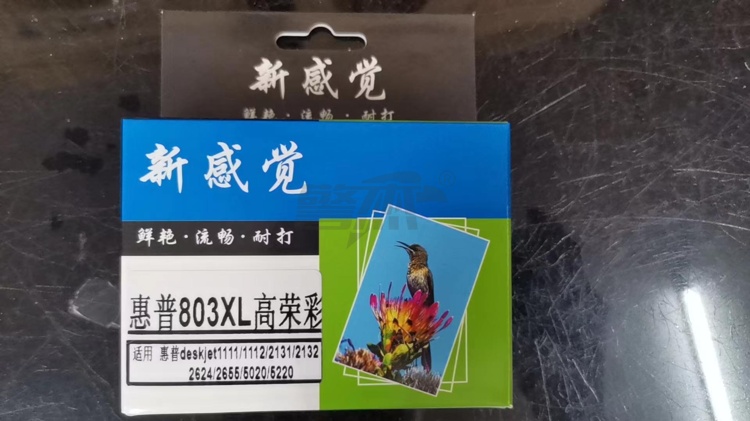 新感觉
鲜艳·流畅·耐打
新感觉
鲜艳·流畅·耐打
惠普803XL高荣彩
适用 惠普deskjet1111/1112/2131/2132
2624/2655/5020/5220